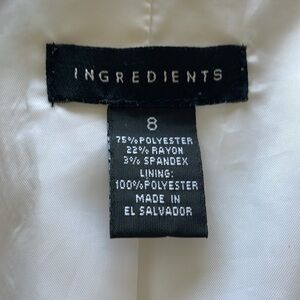 INGREDIENTS
8
75% POLYESTER
22% RAYON
3% SPANDEX
LINING:
100% POLYESTER
MADE IN
EL SALVADOR